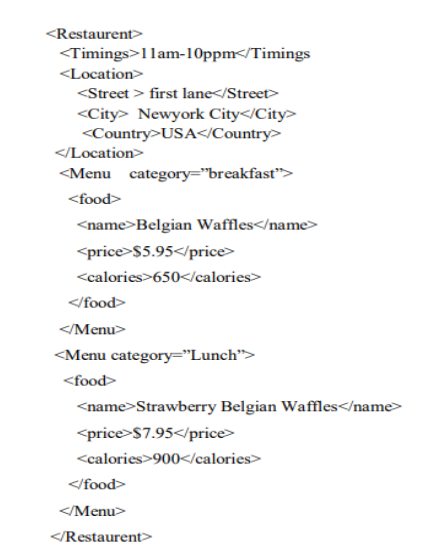 <Restaurent>
<Timings>11am-10ppm</Timings
<Location>
<Street > first lane</Street>
<City>  Newyork City</City>
<Country>USA</Country>
</Location>
<Menu    category=”breakfast”>
<food>
<name>Belgian Waffles</name>
<price>$5.95</price>
<calories>650</calories>
</food>
</Menu>
<Menu category=”Lunch”>
<food>
<name>Strawberry Belgian Waffles</name>
<price>$7.95</price>
<calories>900</calories>
</food>
</Menu>
</Restaurent>